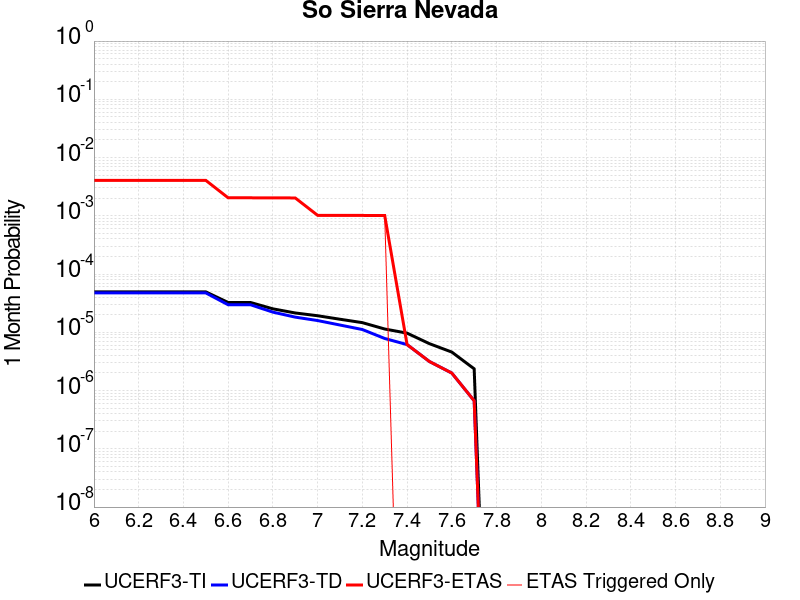 So Sierra Nevada
10^0
10^-1
10^-2
10^-3
10^-4
10^-5
10^-6
10^-7
10^-8
1 Month Probability
6 6.2 6.4 6.6 6.8 7 7.2 7.4 7.6 7.8 8 8.2 8.4 8.6 8.8 9
Magnitude
UCERF3-TI UCERF3-TD UCERF3-ETAS ETAS Triggered Only